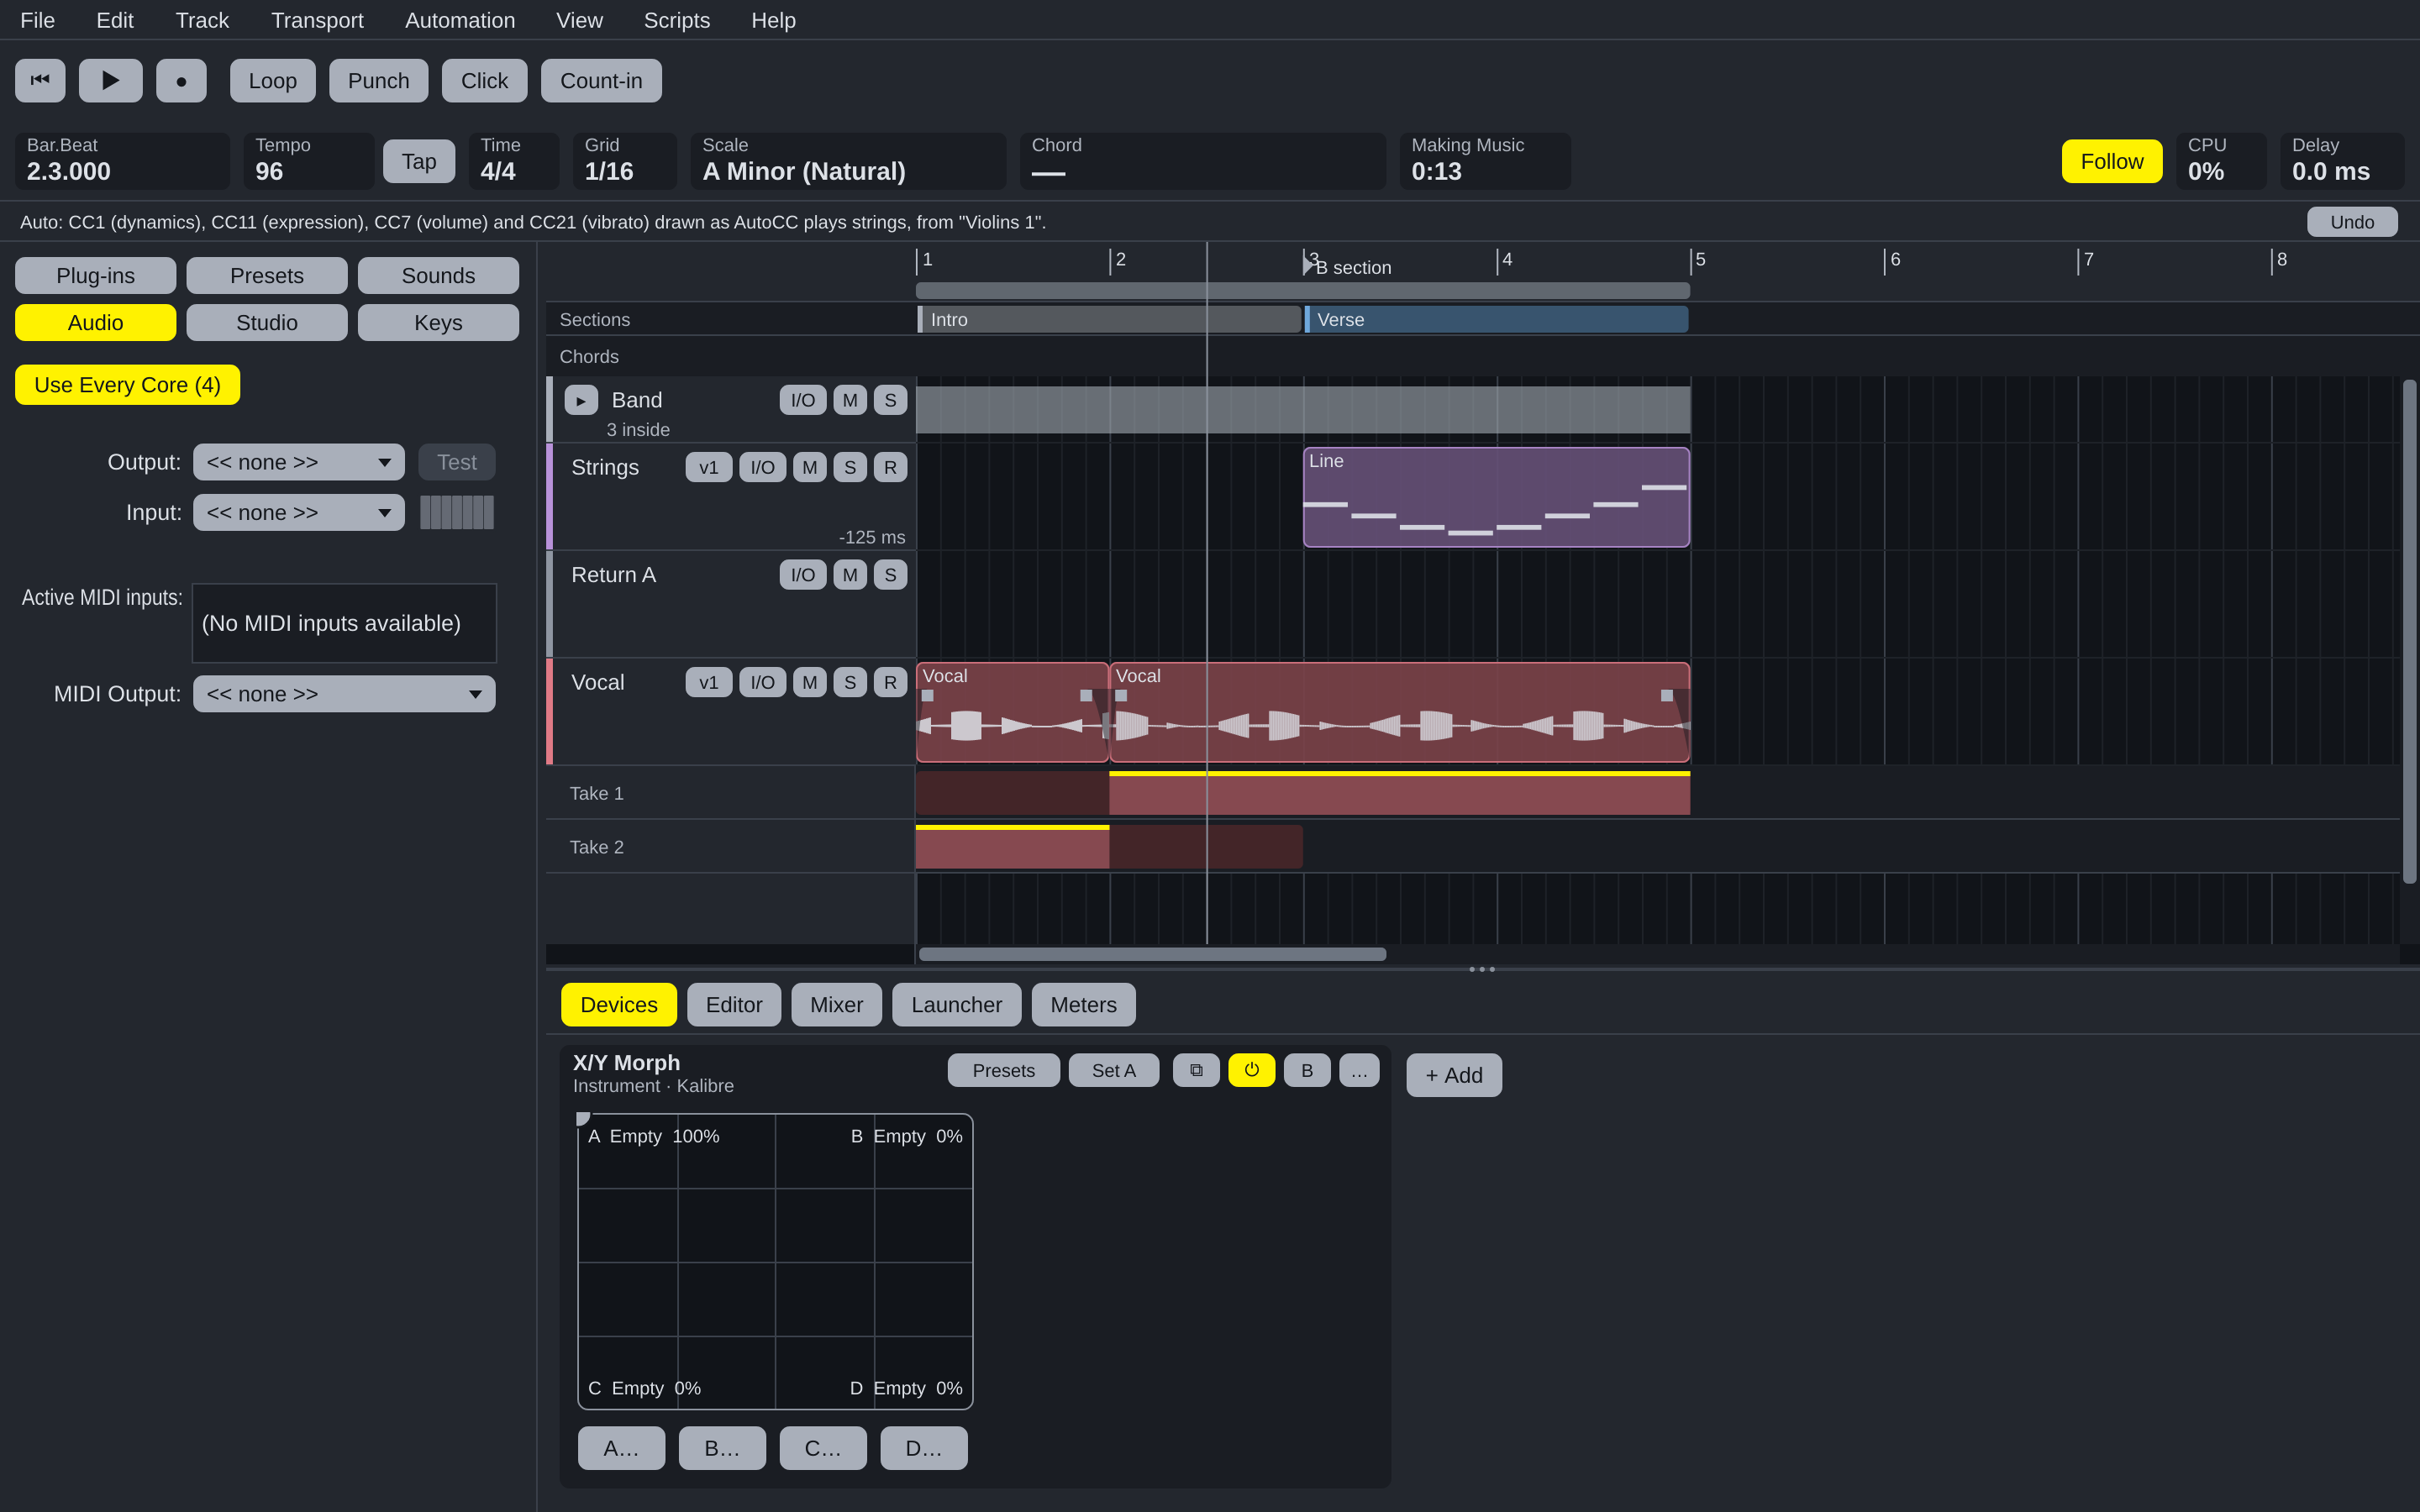 File Edit Track Transport Automation View Scripts Help
Loop Punch Click Count-in
Bar.Beat Tempo Time Grid Scale Chord Making Music CPU Delay
2.3.000 96 Tap 4/4 1/16 A Minor (Natural) — 0:13 Follow 0% 0.0 ms
Auto: CC1 (dynamics), CC11 (expression), CC7 (volume) and CC21 (vibrato) drawn as AutoCC plays strings, from "Violins 1". Undo
Plug-ins Presets Sounds
Audio Studio Keys
Use Every Core (4)
Output: << none >> Test
Input: << none >>
Active MIDI inputs: (No MIDI inputs available)
MIDI Output: << none >>
1 2 3 4 5 6 7 8
B section
Sections Intro Verse
Chords
Band I/O M S
3 inside
Strings v1 I/O M S R Line
-125 ms
Return A I/O M S
Vocal v1 I/O M S R Vocal Vocal
Take 1
Take 2
Devices Editor Mixer Launcher Meters
X/Y Morph Presets Set A B …
Instrument · Kalibre
+ Add
A Empty 100% B Empty 0%
C Empty 0% D Empty 0%
A… B… C… D…